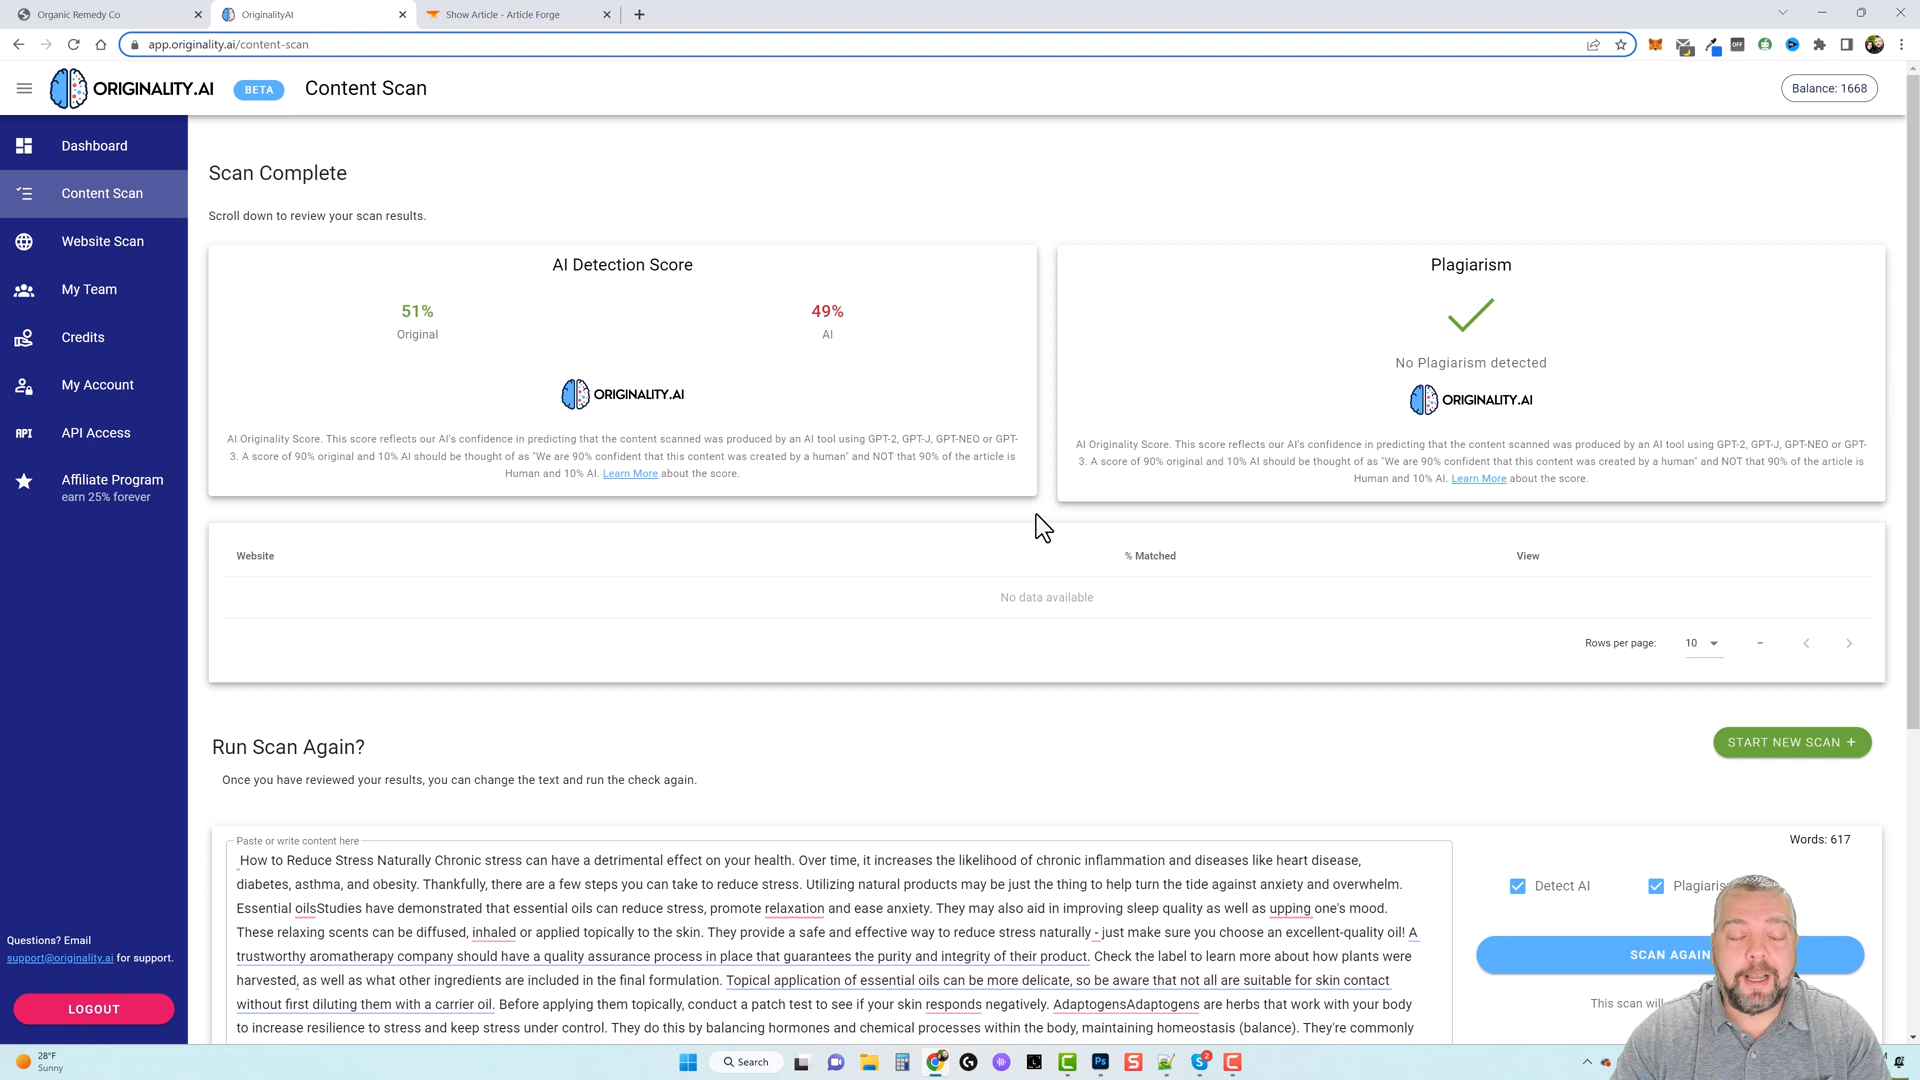 Organic Remedy Co
OriginalityAI
Show Article - Article Forge
app.originality.ai/content-scan
OFF
ORIGINALITY.AI
BETA
Content Scan
Balance: 1668
Dashboard
Content Scan
Website Scan
My Team
Credits
My Account
API
API Access
Affiliate Program
earn 25% forever
Questions? Email
support@originality.ai for support.
LOGOUT
Scan Complete
Scroll down to review your scan results.
AI Detection Score
51%
Original
49%
AI
ORIGINALITY.AI
AI Originality Score. This score reflects our AI's confidence in predicting that the content scanned was produced by an AI tool using GPT-2, GPT-J, GPT-NEO or GPT-
3. A score of 90% original and 10% AI should be thought of as "We are 90% confident that this content was created by a human" and NOT that 90% of the article is
Human and 10% AI. Learn More about the score.
Plagiarism
No Plagiarism detected
ORIGINALITY.AI
AI Originality Score. This score reflects our AI's confidence in predicting that the content scanned was produced by an AI tool using GPT-2, GPT-J, GPT-NEO or GPT-
3. A score of 90% original and 10% AI should be thought of as "We are 90% confident that this content was created by a human" and NOT that 90% of the article is
Human and 10% AI. Learn More about the score.
Website
% Matched
View
No data available
Rows per page:
10
–
Run Scan Again?
START NEW SCAN +
Once you have reviewed your results, you can change the text and run the check again.
Paste or write content here
How to Reduce Stress Naturally Chronic stress can have a detrimental effect on your health. Over time, it increases the likelihood of chronic inflammation and diseases like heart disease,
diabetes, asthma, and obesity. Thankfully, there are a few steps you can take to reduce stress. Utilizing natural products may be just the thing to help turn the tide against anxiety and overwhelm.
Essential oilsStudies have demonstrated that essential oils can reduce stress, promote relaxation and ease anxiety. They may also aid in improving sleep quality as well as upping one's mood.
These relaxing scents can be diffused, inhaled or applied topically to the skin. They provide a safe and effective way to reduce stress naturally - just make sure you choose an excellent-quality oil! A
trustworthy aromatherapy company should have a quality assurance process in place that guarantees the purity and integrity of their product. Check the label to learn more about how plants were
harvested, as well as what other ingredients are included in the final formulation. Topical application of essential oils can be more delicate, so be aware that not all are suitable for skin contact
without first diluting them with a carrier oil. Before applying them topically, conduct a patch test to see if your skin responds negatively. AdaptogensAdaptogens are herbs that work with your body
to increase resilience to stress and keep stress under control. They do this by balancing hormones and chemical processes within the body, maintaining homeostasis (balance). They're commonly
Words: 617
Detect AI
Plagiaris
SCAN AGAIN
This scan will
28°F
Sunny
Search
2